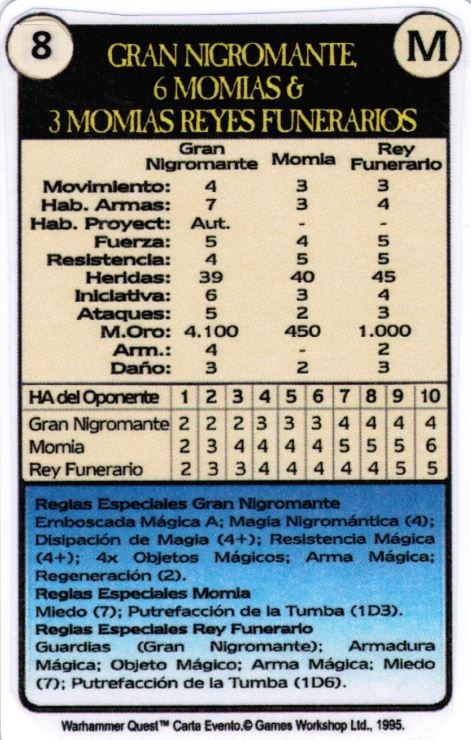 8
M
GRAN NIGROMANTE,
6 MOMIAS &
3 MOMIAS REYES FUNERARIOS
Gran Nigromante Momia Rey Funerario
Movimiento: 4 3 3
Hab. Armas: 7 3 4
Hab. Proyect: Aut. - -
Fuerza: 5 4 5
Resistencia: 4 5 5
Heridas: 39 40 45
Iniciativa: 6 3 4
Ataques: 5 2 3
M.Oro: 4.100 450 1.000
Arm.: 4 - 2
Daño: 3 2 3
HA del Oponente 1 2 3 4 5 6 7 8 9 10
Gran Nigromante 2 2 2 3 3 3 4 4 4 4
Momia 2 3 4 4 4 4 5 5 5 6
Rey Funerario 2 3 3 4 4 4 4 4 5 5
Reglas Especiales Gran Nigromante
Emboscada Mágica A; Magia Nigromántica (4);
Disipación de Magia (4+); Resistencia Mágica
(4+); 4x Objetos Mágicos; Arma Mágica;
Regeneración (2).
Reglas Especiales Momia
Miedo (7); Putrefacción de la Tumba (1D3).
Reglas Especiales Rey Funerario
Guardias (Gran Nigromante); Armadura
Mágica; Objeto Mágico; Arma Mágica; Miedo
(7); Putrefacción de la Tumba (1D6).
Warhammer Quest™ Carta Evento.© Games Workshop Ltd., 1995.